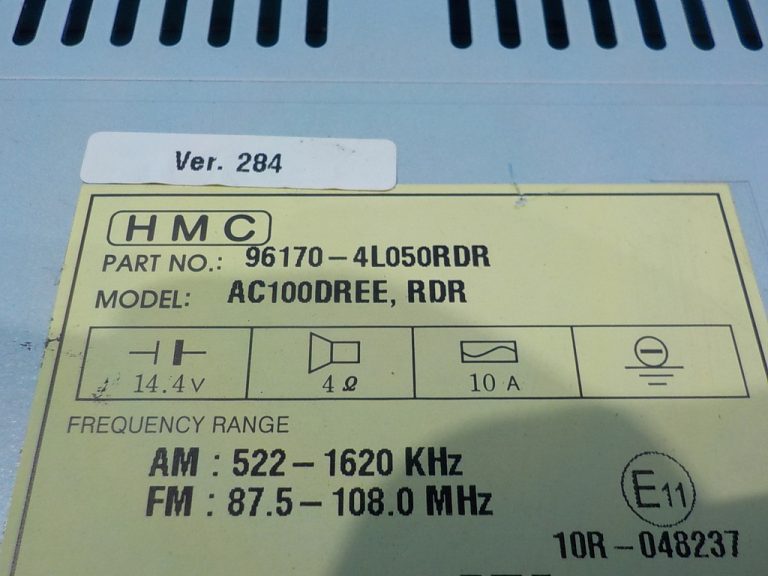 Ver. 284
HMC
PART NO.: 96170-4L050RDR
MODEL: AC100DREE, RDR
14.4V
4 Ω
10 A
FREQUENCY RANGE
AM : 522-1620 KHz
FM : 87.5-108.0 MHz
E11
10R-048237